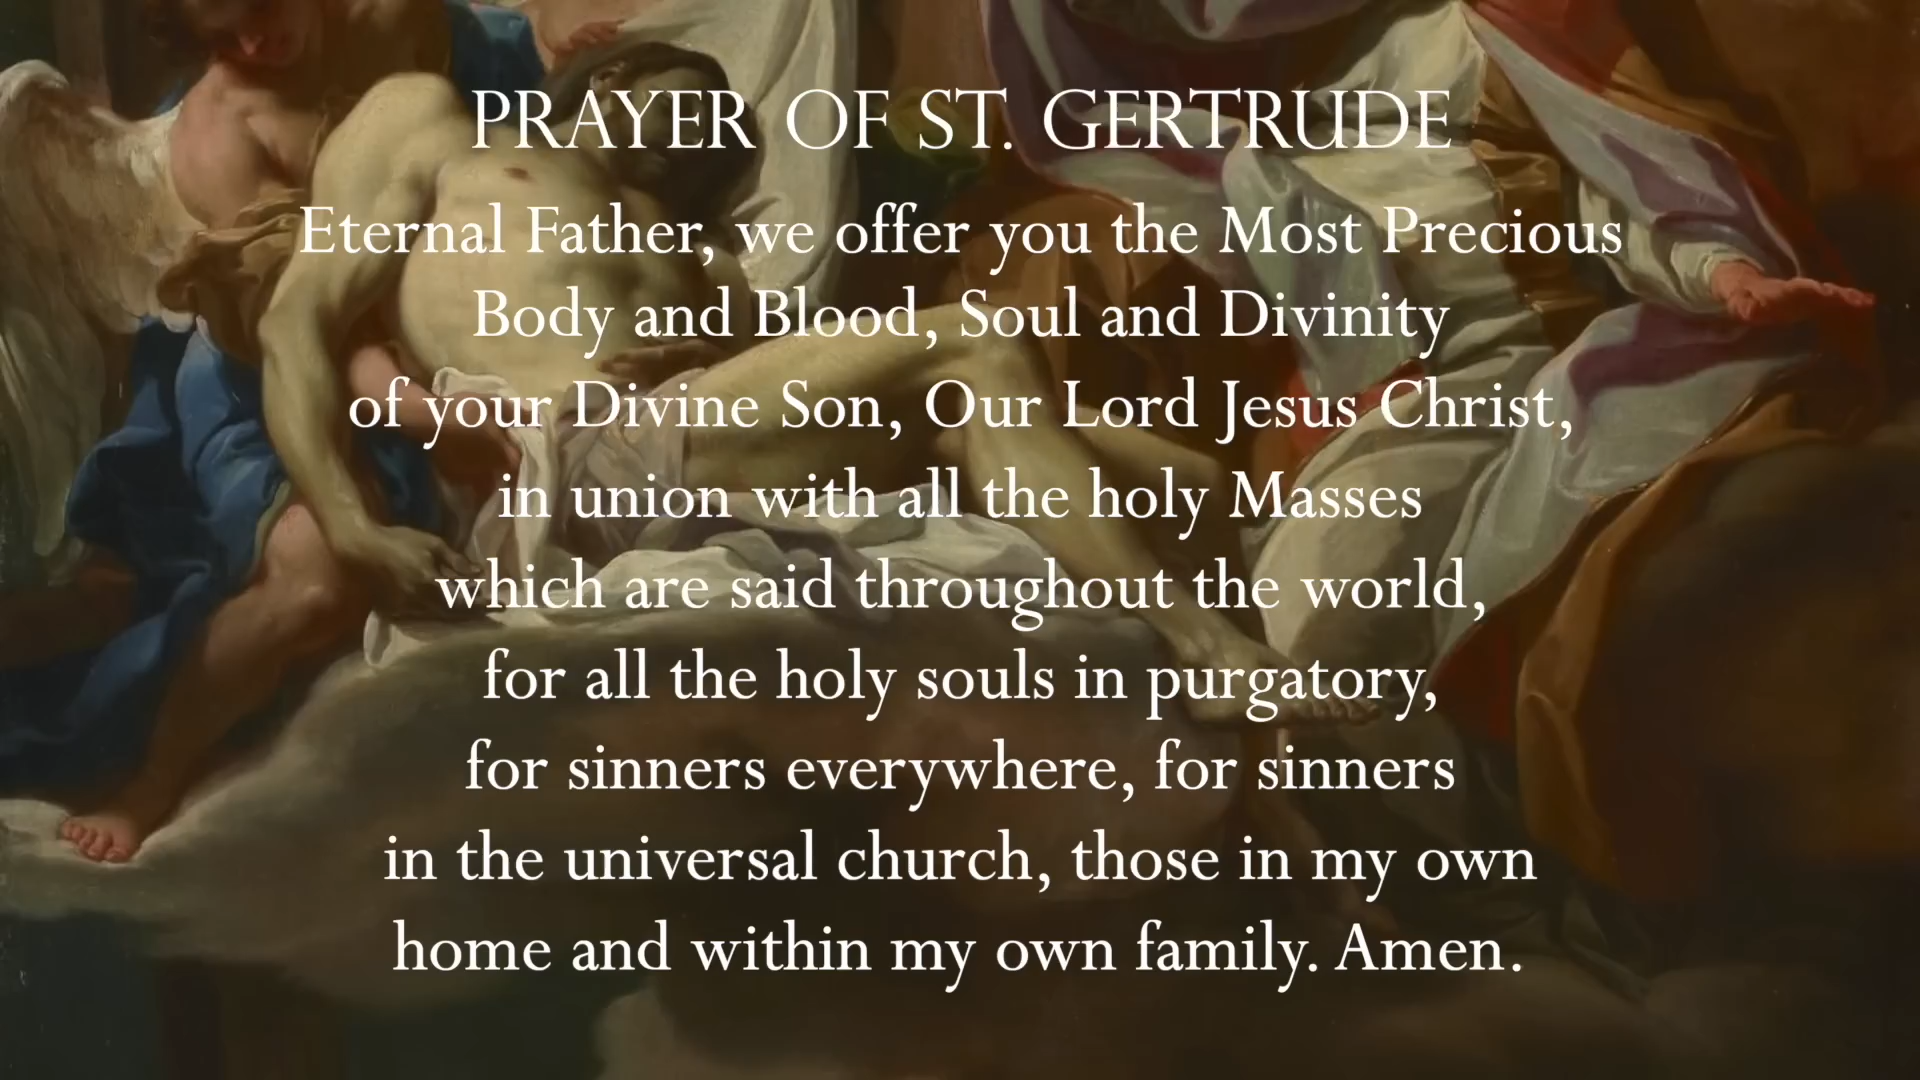 PRAYER OF ST. GERTRUDE
Eternal Father, we offer you the Most Precious
Body and Blood, Soul and Divinity
of your Divine Son, Our Lord Jesus Christ,
in union with all the holy Masses
which are said throughout the world,
for all the holy souls in purgatory,
for sinners everywhere, for sinners
in the universal church, those in my own
home and within my own family. Amen.